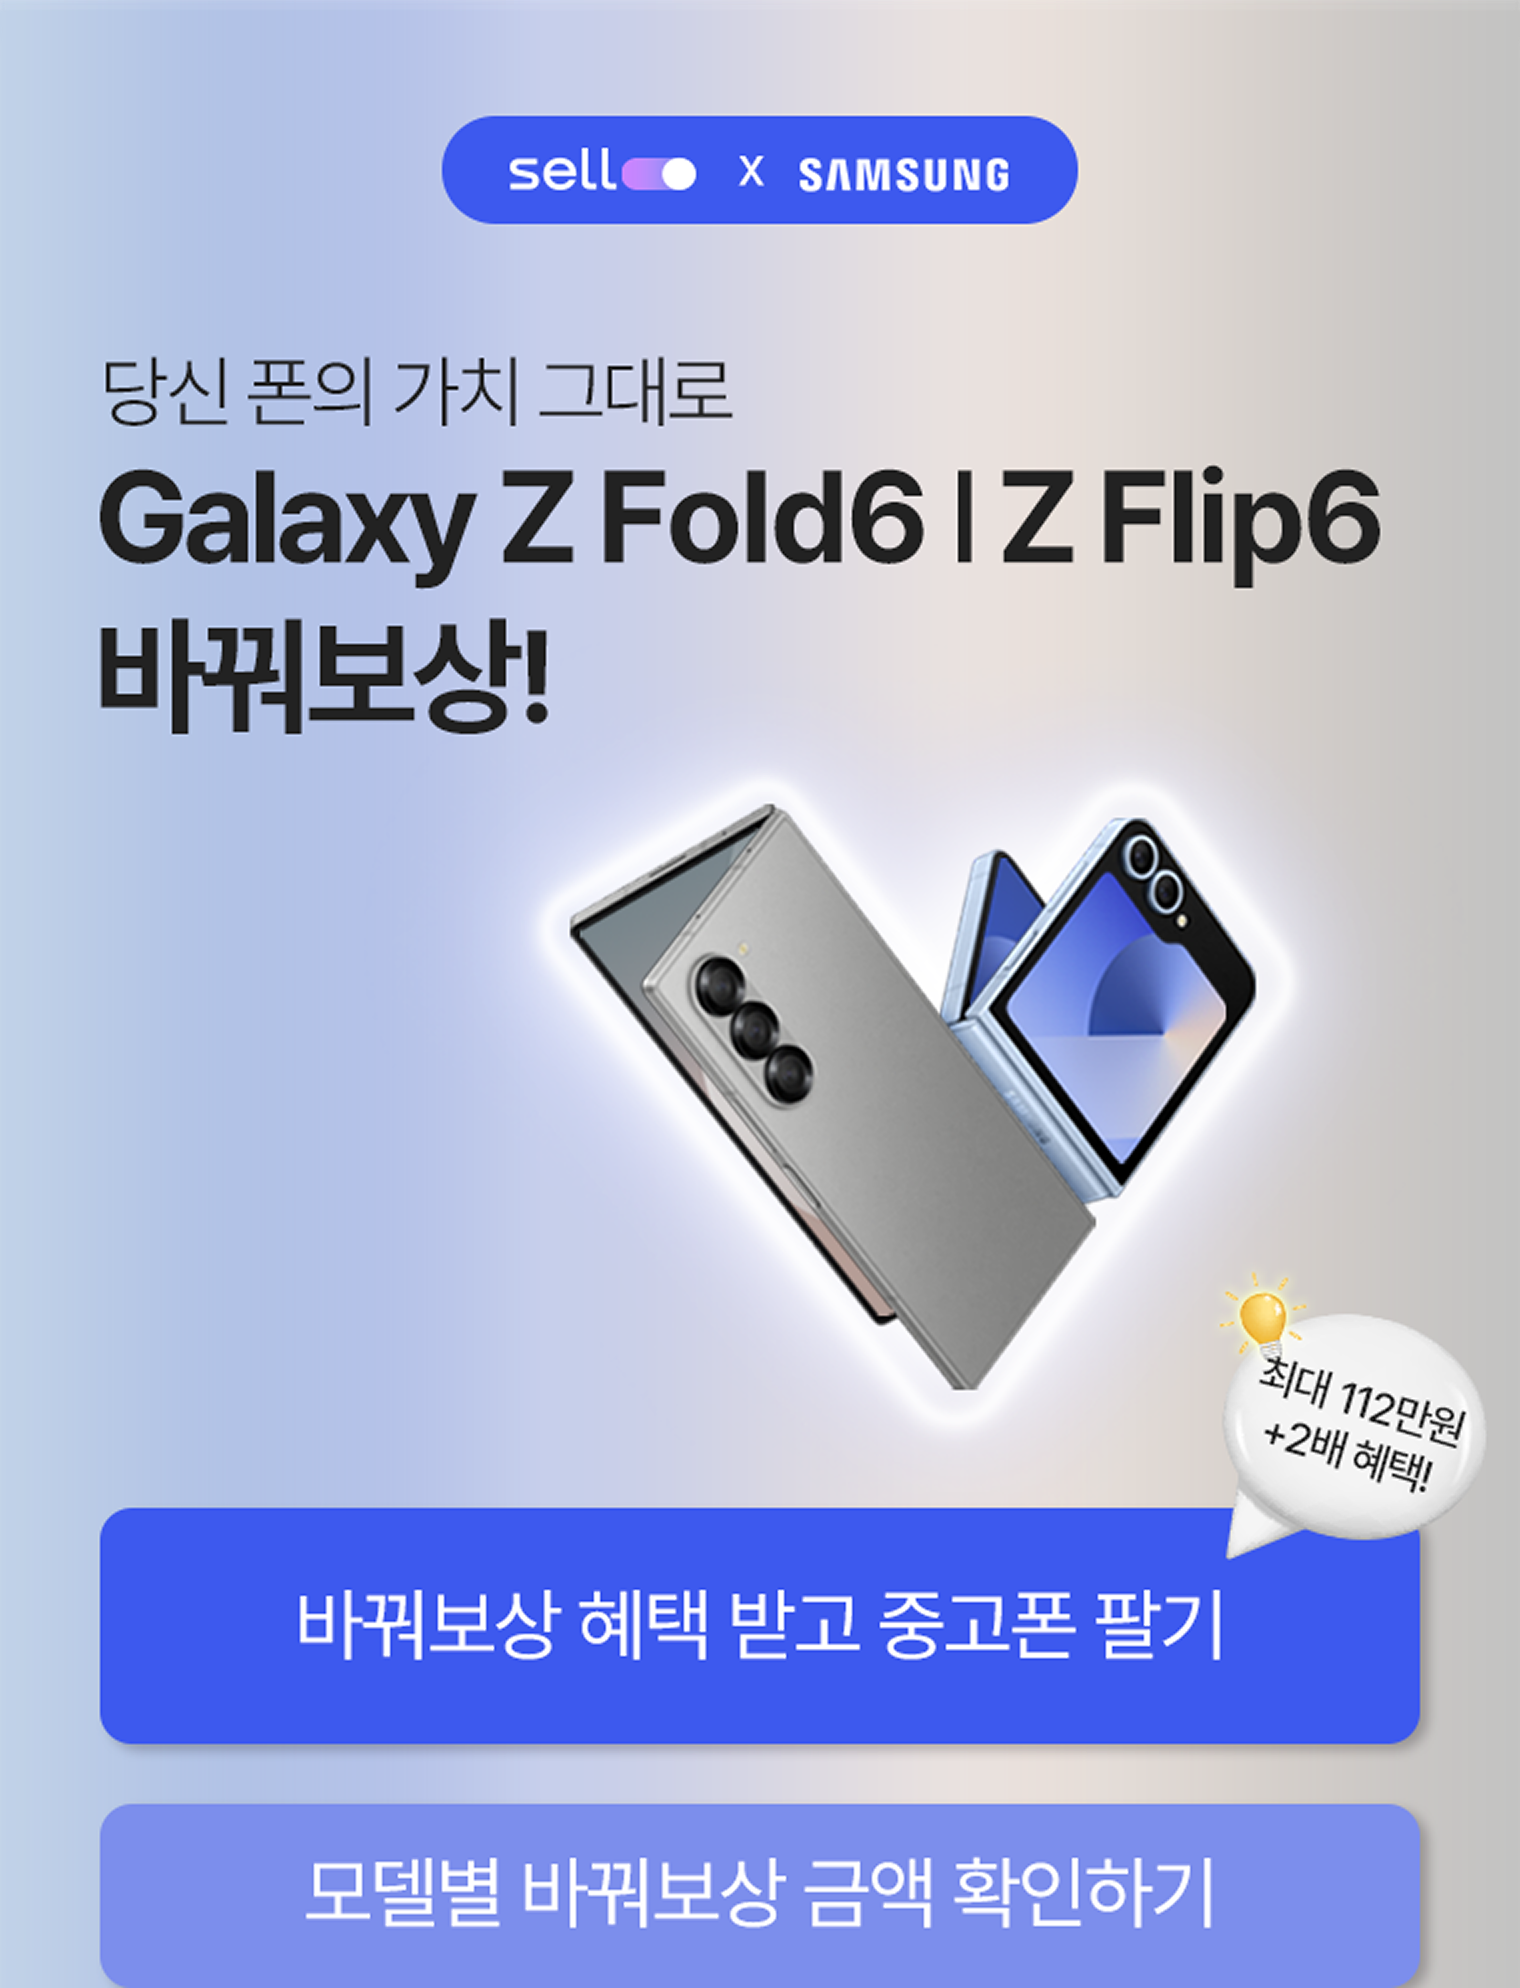 sell X SAMSUNG
당신 폰의 가치 그대로
Galaxy Z Fold6 | Z Flip6
바꿔보상!
최대 112만원
+2배 혜택!
바꿔보상 혜택 받고 중고폰 팔기
모델별 바꿔보상 금액 확인하기